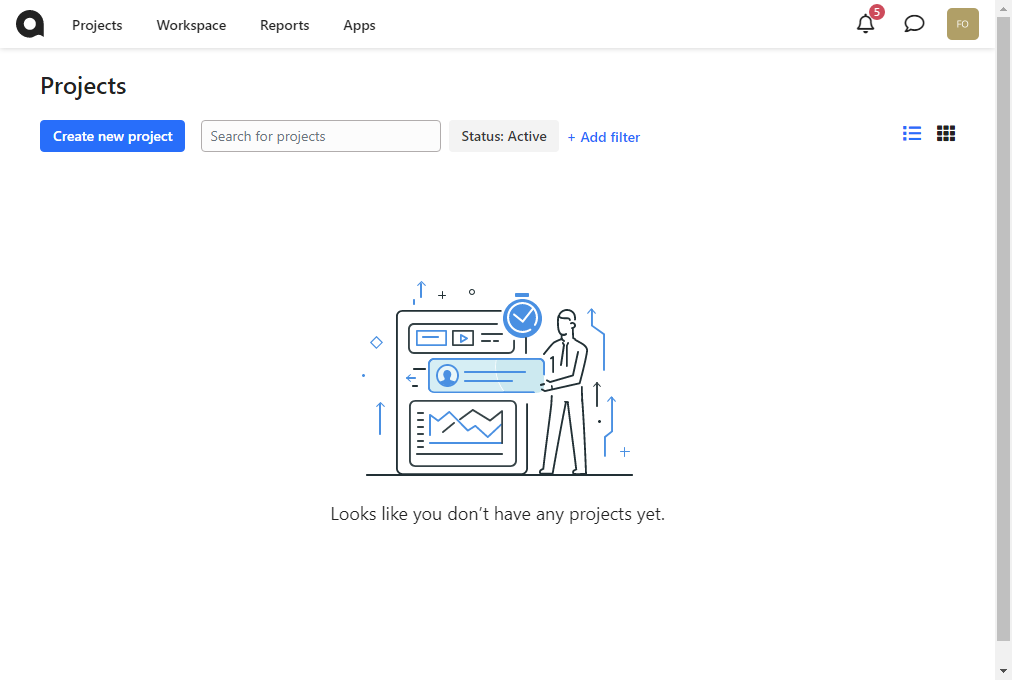 Projects
Workspace
Reports
Apps
5
FO
Projects
Create new project
Search for projects
Status: Active
+ Add filter
Looks like you don’t have any projects yet.